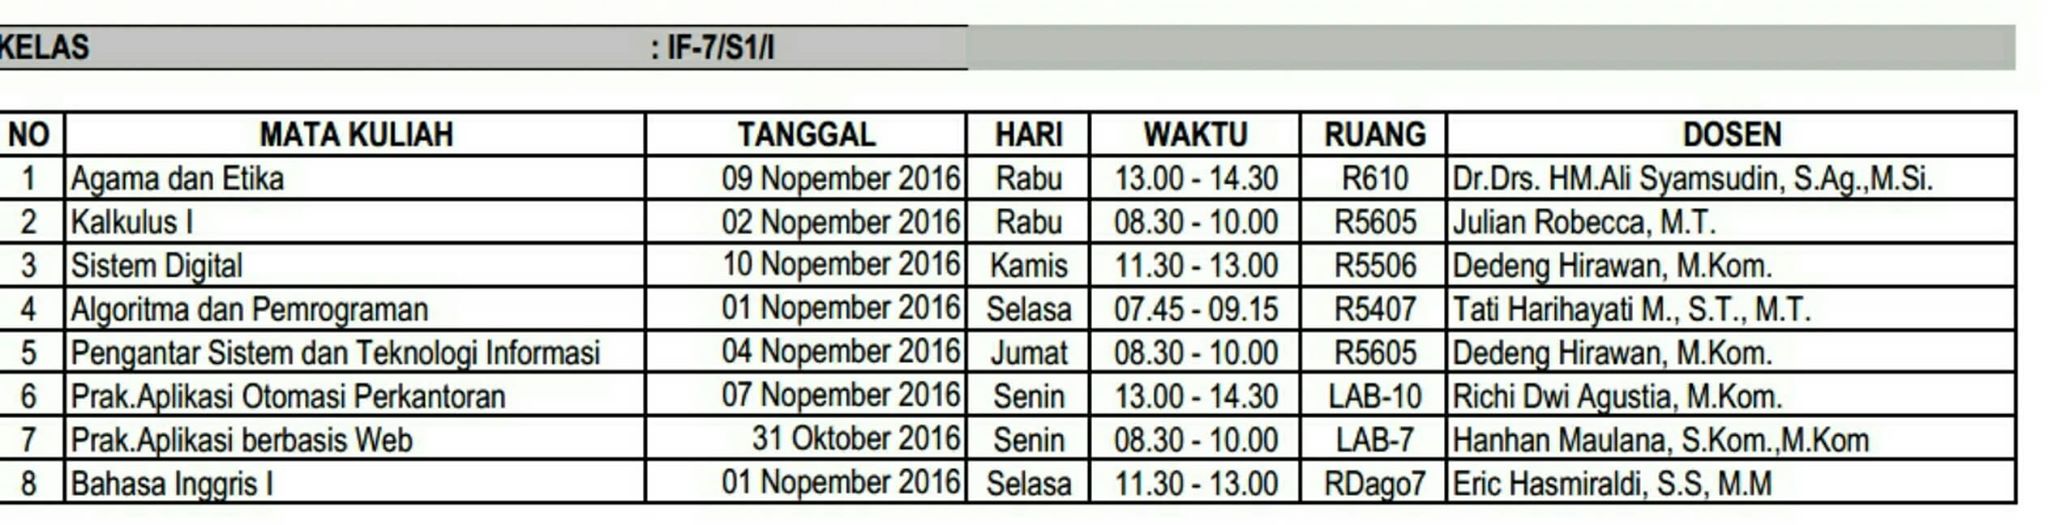 KELAS : IF-7/S1/I
NO MATA KULIAH TANGGAL HARI WAKTU RUANG DOSEN
1 Agama dan Etika 09 Nopember 2016 Rabu 13.00 - 14.30 R610 Dr.Drs. HM.Ali Syamsudin, S.Ag.,M.Si.
2 Kalkulus I 02 Nopember 2016 Rabu 08.30 - 10.00 R5605 Julian Robecca, M.T.
3 Sistem Digital 10 Nopember 2016 Kamis 11.30 - 13.00 R5506 Dedeng Hirawan, M.Kom.
4 Algoritma dan Pemrograman 01 Nopember 2016 Selasa 07.45 - 09.15 R5407 Tati Harihayati M., S.T., M.T.
5 Pengantar Sistem dan Teknologi Informasi 04 Nopember 2016 Jumat 08.30 - 10.00 R5605 Dedeng Hirawan, M.Kom.
6 Prak.Aplikasi Otomasi Perkantoran 07 Nopember 2016 Senin 13.00 - 14.30 LAB-10 Richi Dwi Agustia, M.Kom.
7 Prak.Aplikasi berbasis Web 31 Oktober 2016 Senin 08.30 - 10.00 LAB-7 Hanhan Maulana, S.Kom.,M.Kom
8 Bahasa Inggris I 01 Nopember 2016 Selasa 11.30 - 13.00 RDago7 Eric Hasmiraldi, S.S, M.M